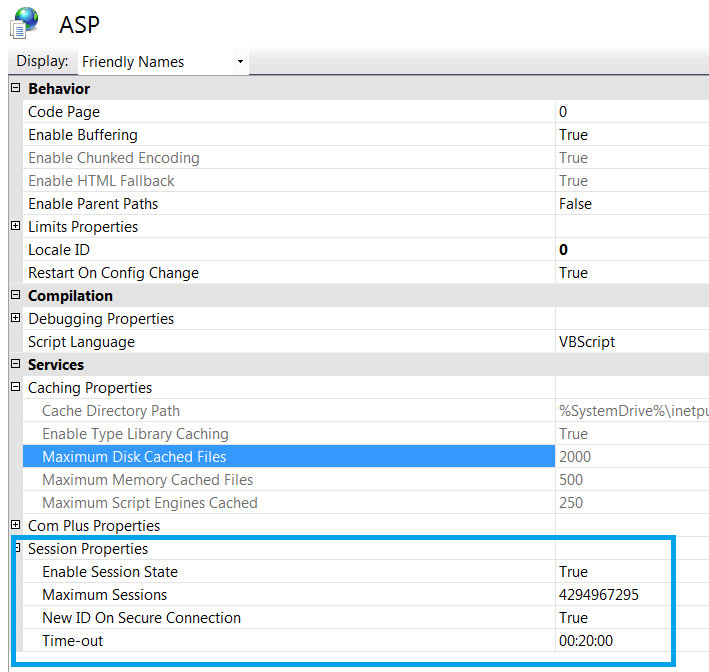 ASP
Display: Friendly Names
Behavior
Code Page 0
Enable Buffering True
Enable Chunked Encoding True
Enable HTML Fallback True
Enable Parent Paths False
Limits Properties
Locale ID 0
Restart On Config Change True
Compilation
Debugging Properties
Script Language VBScript
Services
Caching Properties
Cache Directory Path %SystemDrive%\inetpu
Enable Type Library Caching True
Maximum Disk Cached Files 2000
Maximum Memory Cached Files 500
Maximum Script Engines Cached 250
Com Plus Properties
Session Properties
Enable Session State True
Maximum Sessions 4294967295
New ID On Secure Connection True
Time-out 00:20:00